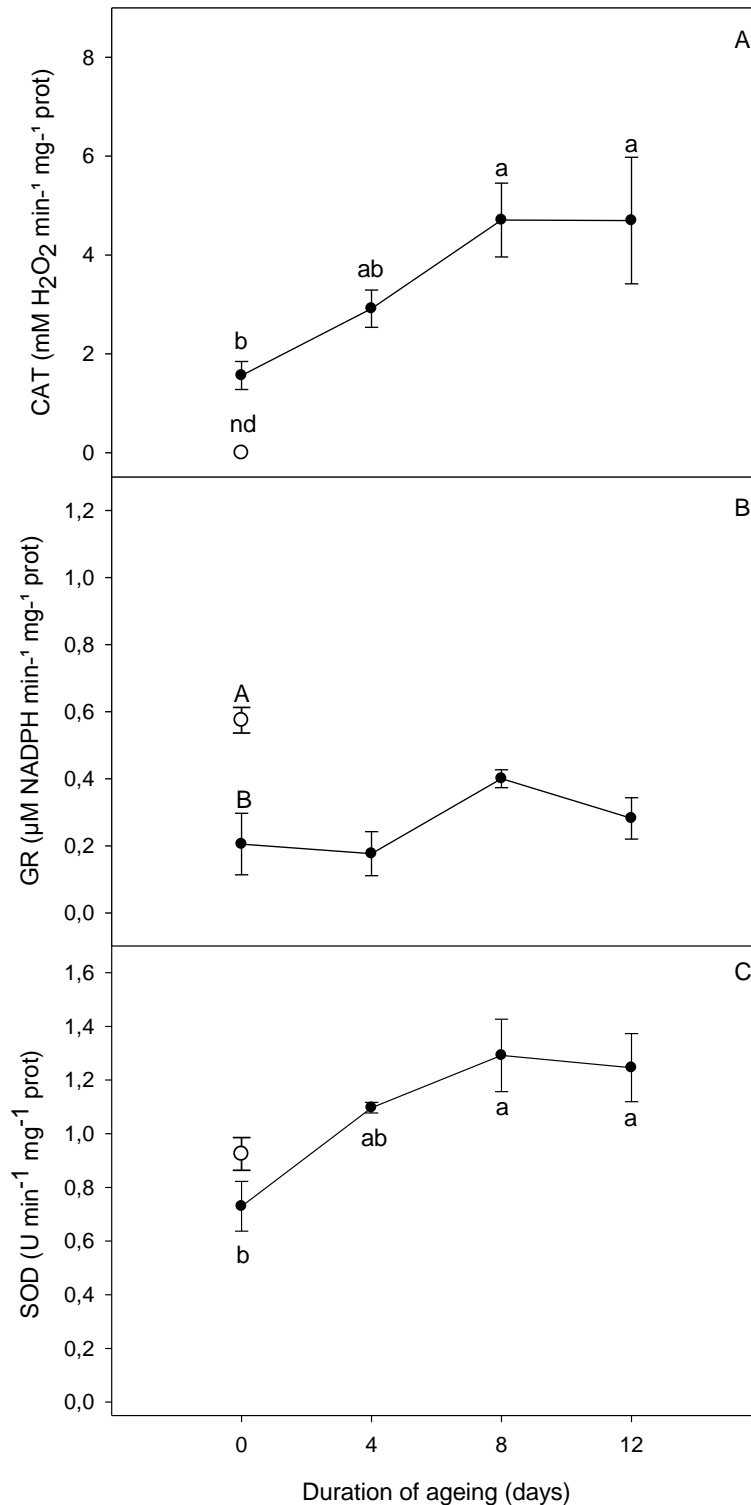 A
8
6
4
2
0
CAT (mM H₂O₂ min-¹ mg-¹ prot)
b
ab
a
a
nd
B
1,2
1,0
0,8
0,6
0,4
0,2
0,0
GR (µM NADPH min-¹ mg-¹ prot)
A
B
C
1,6
1,4
1,2
1,0
0,8
0,6
0,4
0,2
0,0
SOD (U min⁻¹ mg⁻¹ prot)
b
ab
a
a
0 4 8 12
Duration of ageing (days)